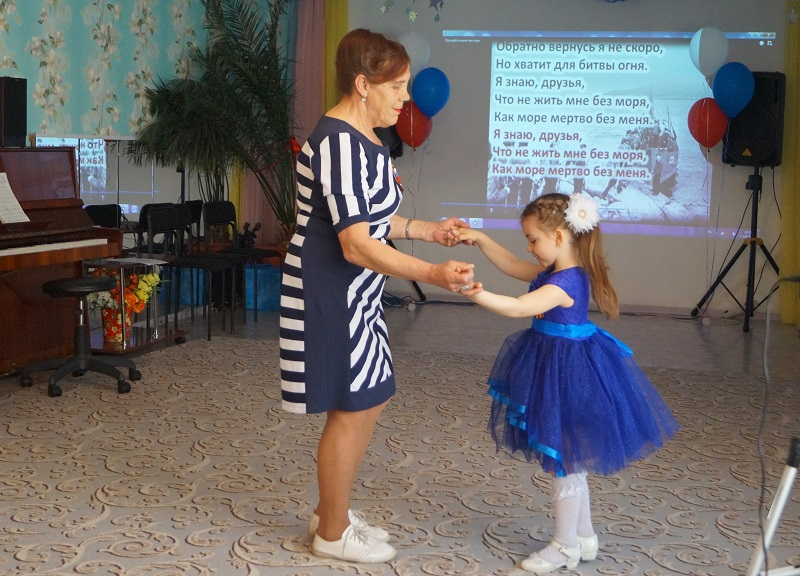 Обратно вернусь я не скоро,
Но хватит для битвы огня.
Я знаю, друзья,
Что не жить мне без моря,
Как море мертво без меня.
Я знаю, друзья,
Что не жить мне без моря,
Как море мертво без меня.